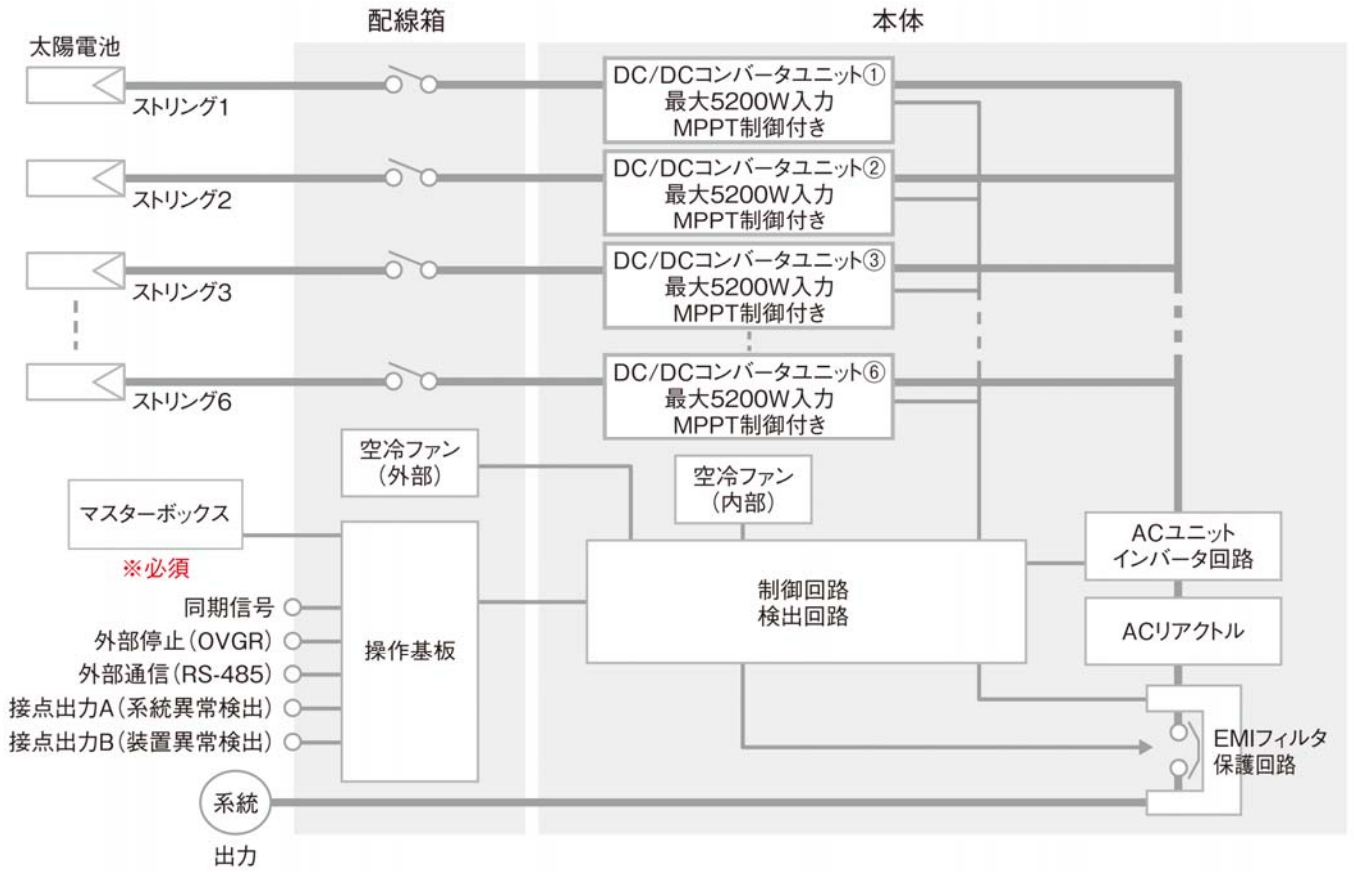 配線箱
本体
太陽電池
ストリング1
DC/DCコンバータユニット①
最大5200W入力
MPPT制御付き
ストリング2
DC/DCコンバータユニット②
最大5200W入力
MPPT制御付き
ストリング3
DC/DCコンバータユニット③
最大5200W入力
MPPT制御付き
ストリング6
DC/DCコンバータユニット⑥
最大5200W入力
MPPT制御付き
空冷ファン
（外部）
空冷ファン
（内部）
マスターボックス
※必須
同期信号
外部停止（OVGR）
外部通信（RS-485）
接点出力A（系統異常検出）
接点出力B（装置異常検出）
操作基板
制御回路
検出回路
ACユニット
インバータ回路
ACリアクトル
EMIフィルタ
保護回路
系統
出力